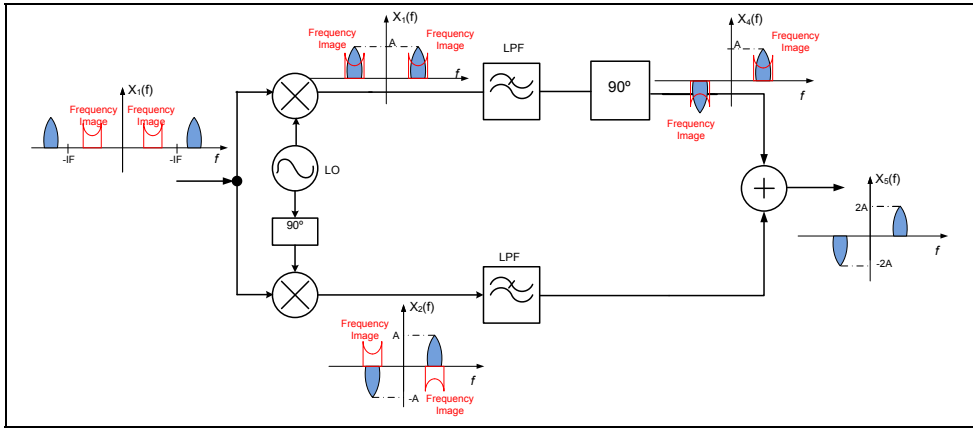 X1(f)
Frequency
Image
A
Frequency
Image
f
LPF
90º
X4(f)
Frequency
Image
A
f
Frequency
Image
X1(f)
Frequency
Image
Frequency
Image
-IF
-IF
f
LO
90º
LPF
X5(f)
2A
f
-2A
X2(f)
Frequency
Image
A
f
-A
Frequency
Image